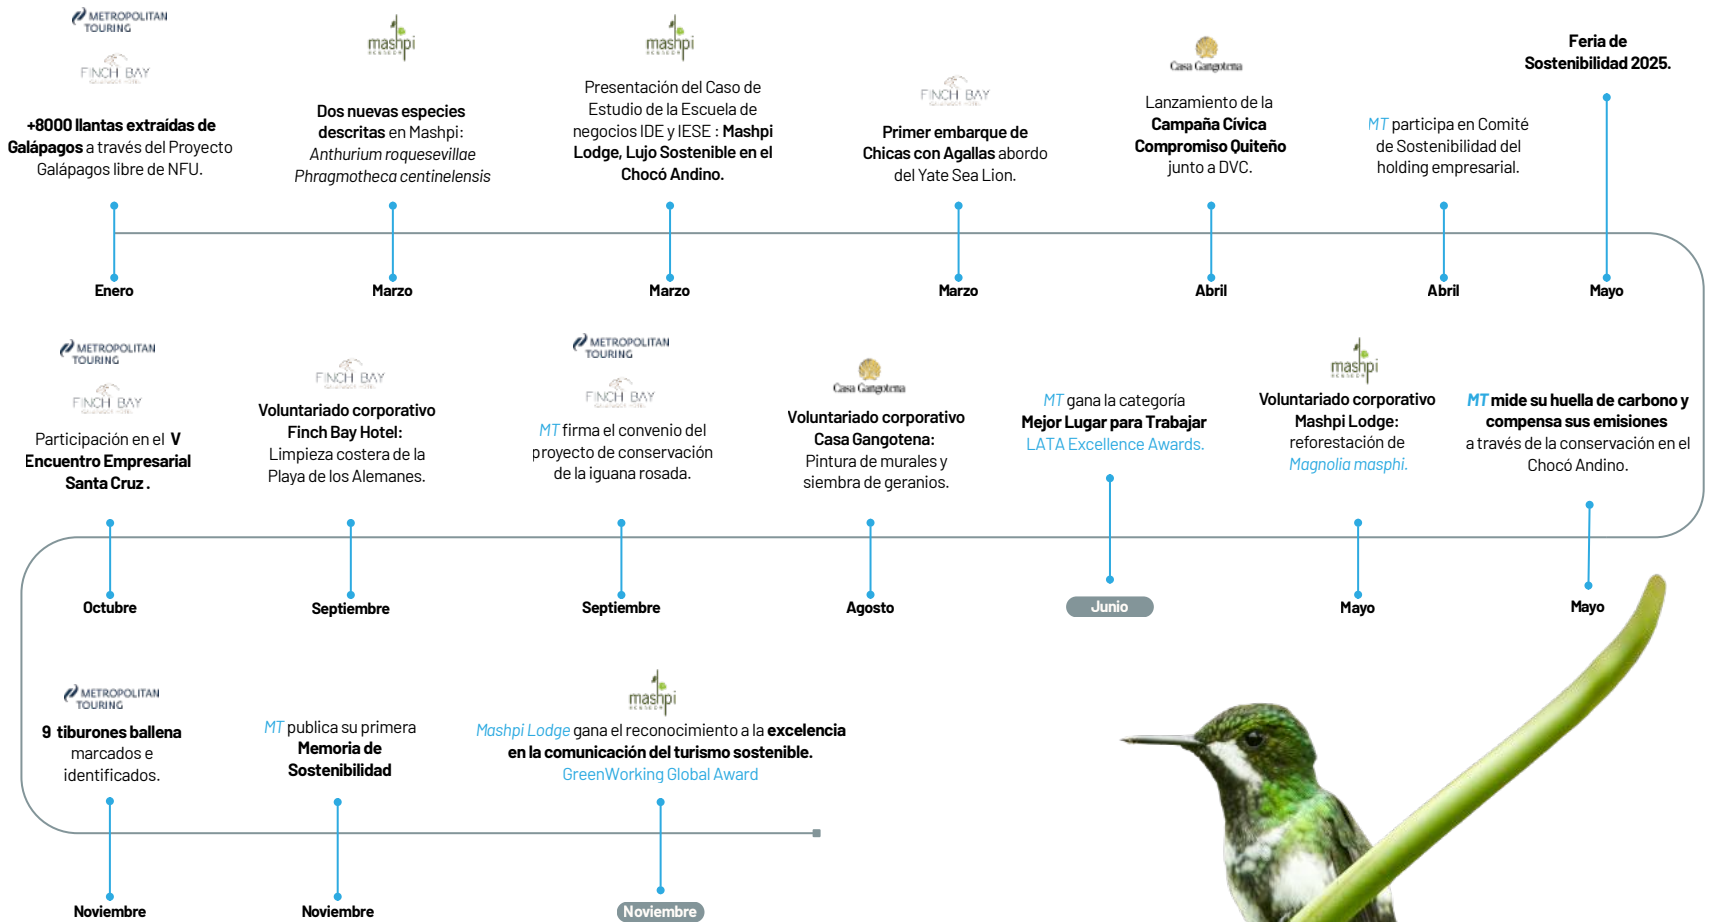 METROPOLITAN
TOURING
FINCH BAY
+8000 llantas extraídas de
Galápagos a través del Proyecto
Galápagos libre de NFU.
Enero
mashpi
Dos nuevas especies
descritas en Mashpi:
Anthurium roquesevillae
Phragmotheca centinelensis
Marzo
mashpi
Presentación del Caso de
Estudio de la Escuela de
negocios IDE y IESE : Mashpi
Lodge, Lujo Sostenible en el
Chocó Andino.
Marzo
FINCH BAY
Primer embarque de
Chicas con Agallas abordo
del Yate Sea Lion.
Marzo
Casa Gangotena
Lanzamiento de la
Campaña Cívica
Compromiso Quiteño
junto a DVC.
Abril
MT participa en Comité
de Sostenibilidad del
holding empresarial.
Abril
Feria de
Sostenibilidad 2025.
Mayo
METROPOLITAN
TOURING
FINCH BAY
Participación en el V
Encuentro Empresarial
Santa Cruz .
Octubre
FINCH BAY
Voluntariado corporativo
Finch Bay Hotel:
Limpieza costera de la
Playa de los Alemanes.
Septiembre
METROPOLITAN
TOURING
FINCH BAY
MT firma el convenio del
proyecto de conservación
de la iguana rosada.
Septiembre
Casa Gangotena
Voluntariado corporativo
Casa Gangotena:
Pintura de murales y
siembra de geranios.
Agosto
MT gana la categoría
Mejor Lugar para Trabajar
LATA Excellence Awards.
Junio
mashpi
Voluntariado corporativo
Mashpi Lodge:
reforestación de
Magnolia masphi.
Mayo
MT mide su huella de carbono y
compensa sus emisiones
a través de la conservación en el
Chocó Andino.
Mayo
METROPOLITAN
TOURING
9 tiburones ballena
marcados e
identificados.
Noviembre
MT publica su primera
Memoria de
Sostenibilidad
Noviembre
mashpi
Mashpi Lodge gana el reconocimiento a la excelencia
en la comunicación del turismo sostenible.
GreenWorking Global Award
Noviembre